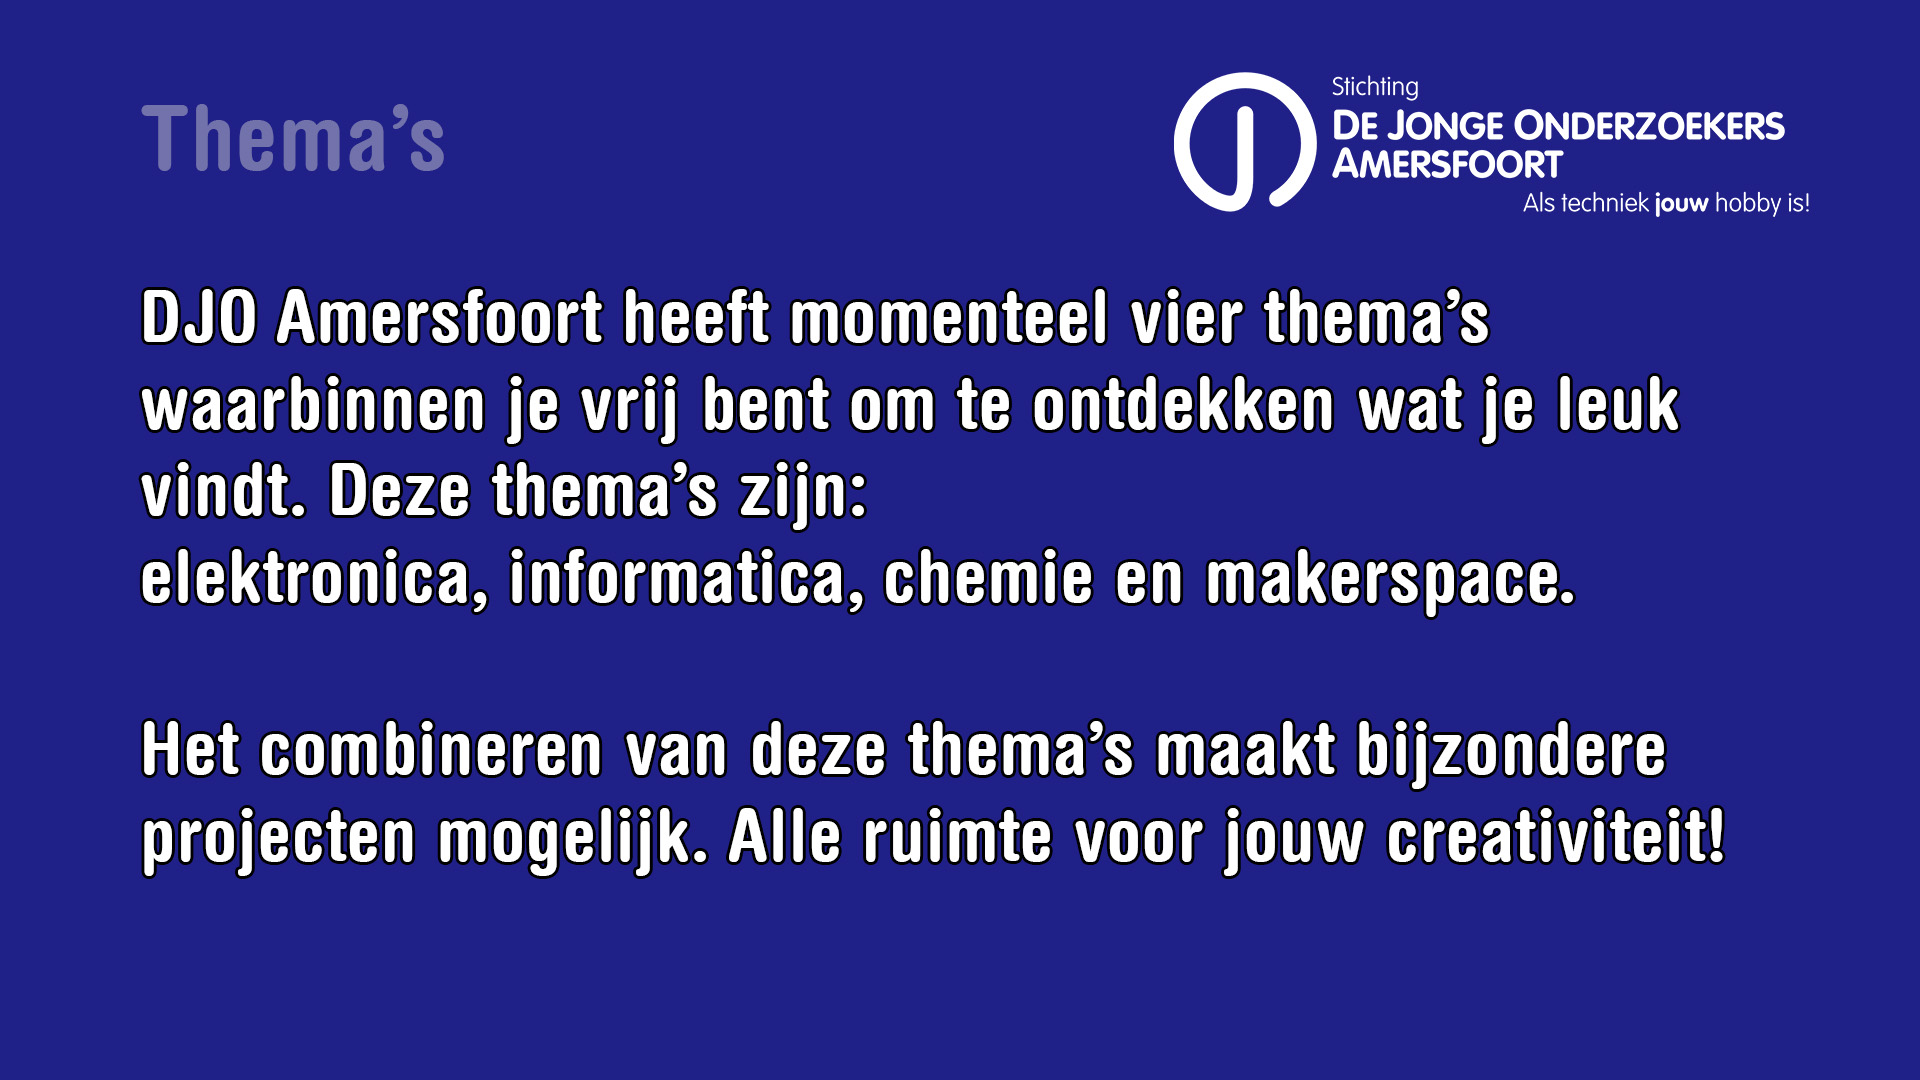 Thema’s
Stichting
DE JONGE ONDERZOEKERS
AMERSFOORT
Als techniek jouw hobby is!
DJO Amersfoort heeft momenteel vier thema’s
waarbinnen je vrij bent om te ontdekken wat je leuk
vindt. Deze thema’s zijn:
elektronica, informatica, chemie en makerspace.
Het combineren van deze thema’s maakt bijzondere
projecten mogelijk. Alle ruimte voor jouw creativiteit!